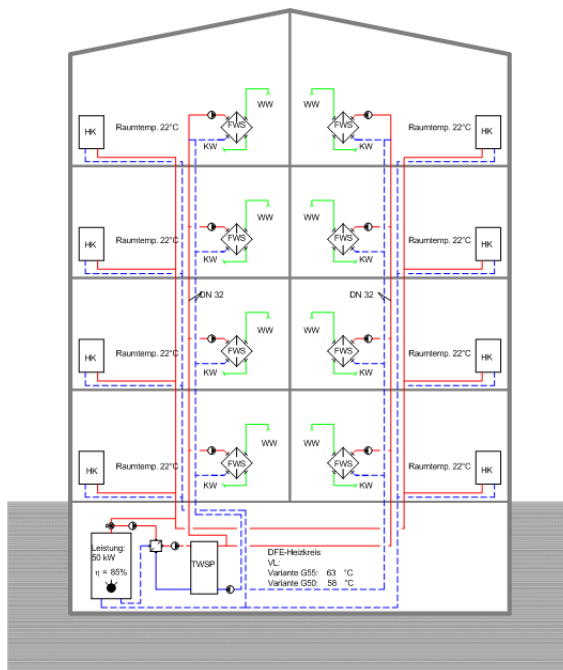 WW
WW
FWS
FWS
HK
Raumtemp. 22°C
Raumtemp. 22°C
HK
KW
KW
WW
WW
HK
Raumtemp. 22°C
FWS
FWS
Raumtemp. 22°C
HK
KW
KW
DN 32
DN 32
WW
WW
HK
Raumtemp. 22°C
FWS
FWS
Raumtemp. 22°C
HK
KW
KW
WW
WW
HK
Raumtemp. 22°C
FWS
FWS
Raumtemp. 22°C
HK
KW
KW
Leistung:
50 kW
η = 85%
TWSP
DFE-Heizkreis
VL:
Variante G55: 63 °C
Variante G50: 58 °C